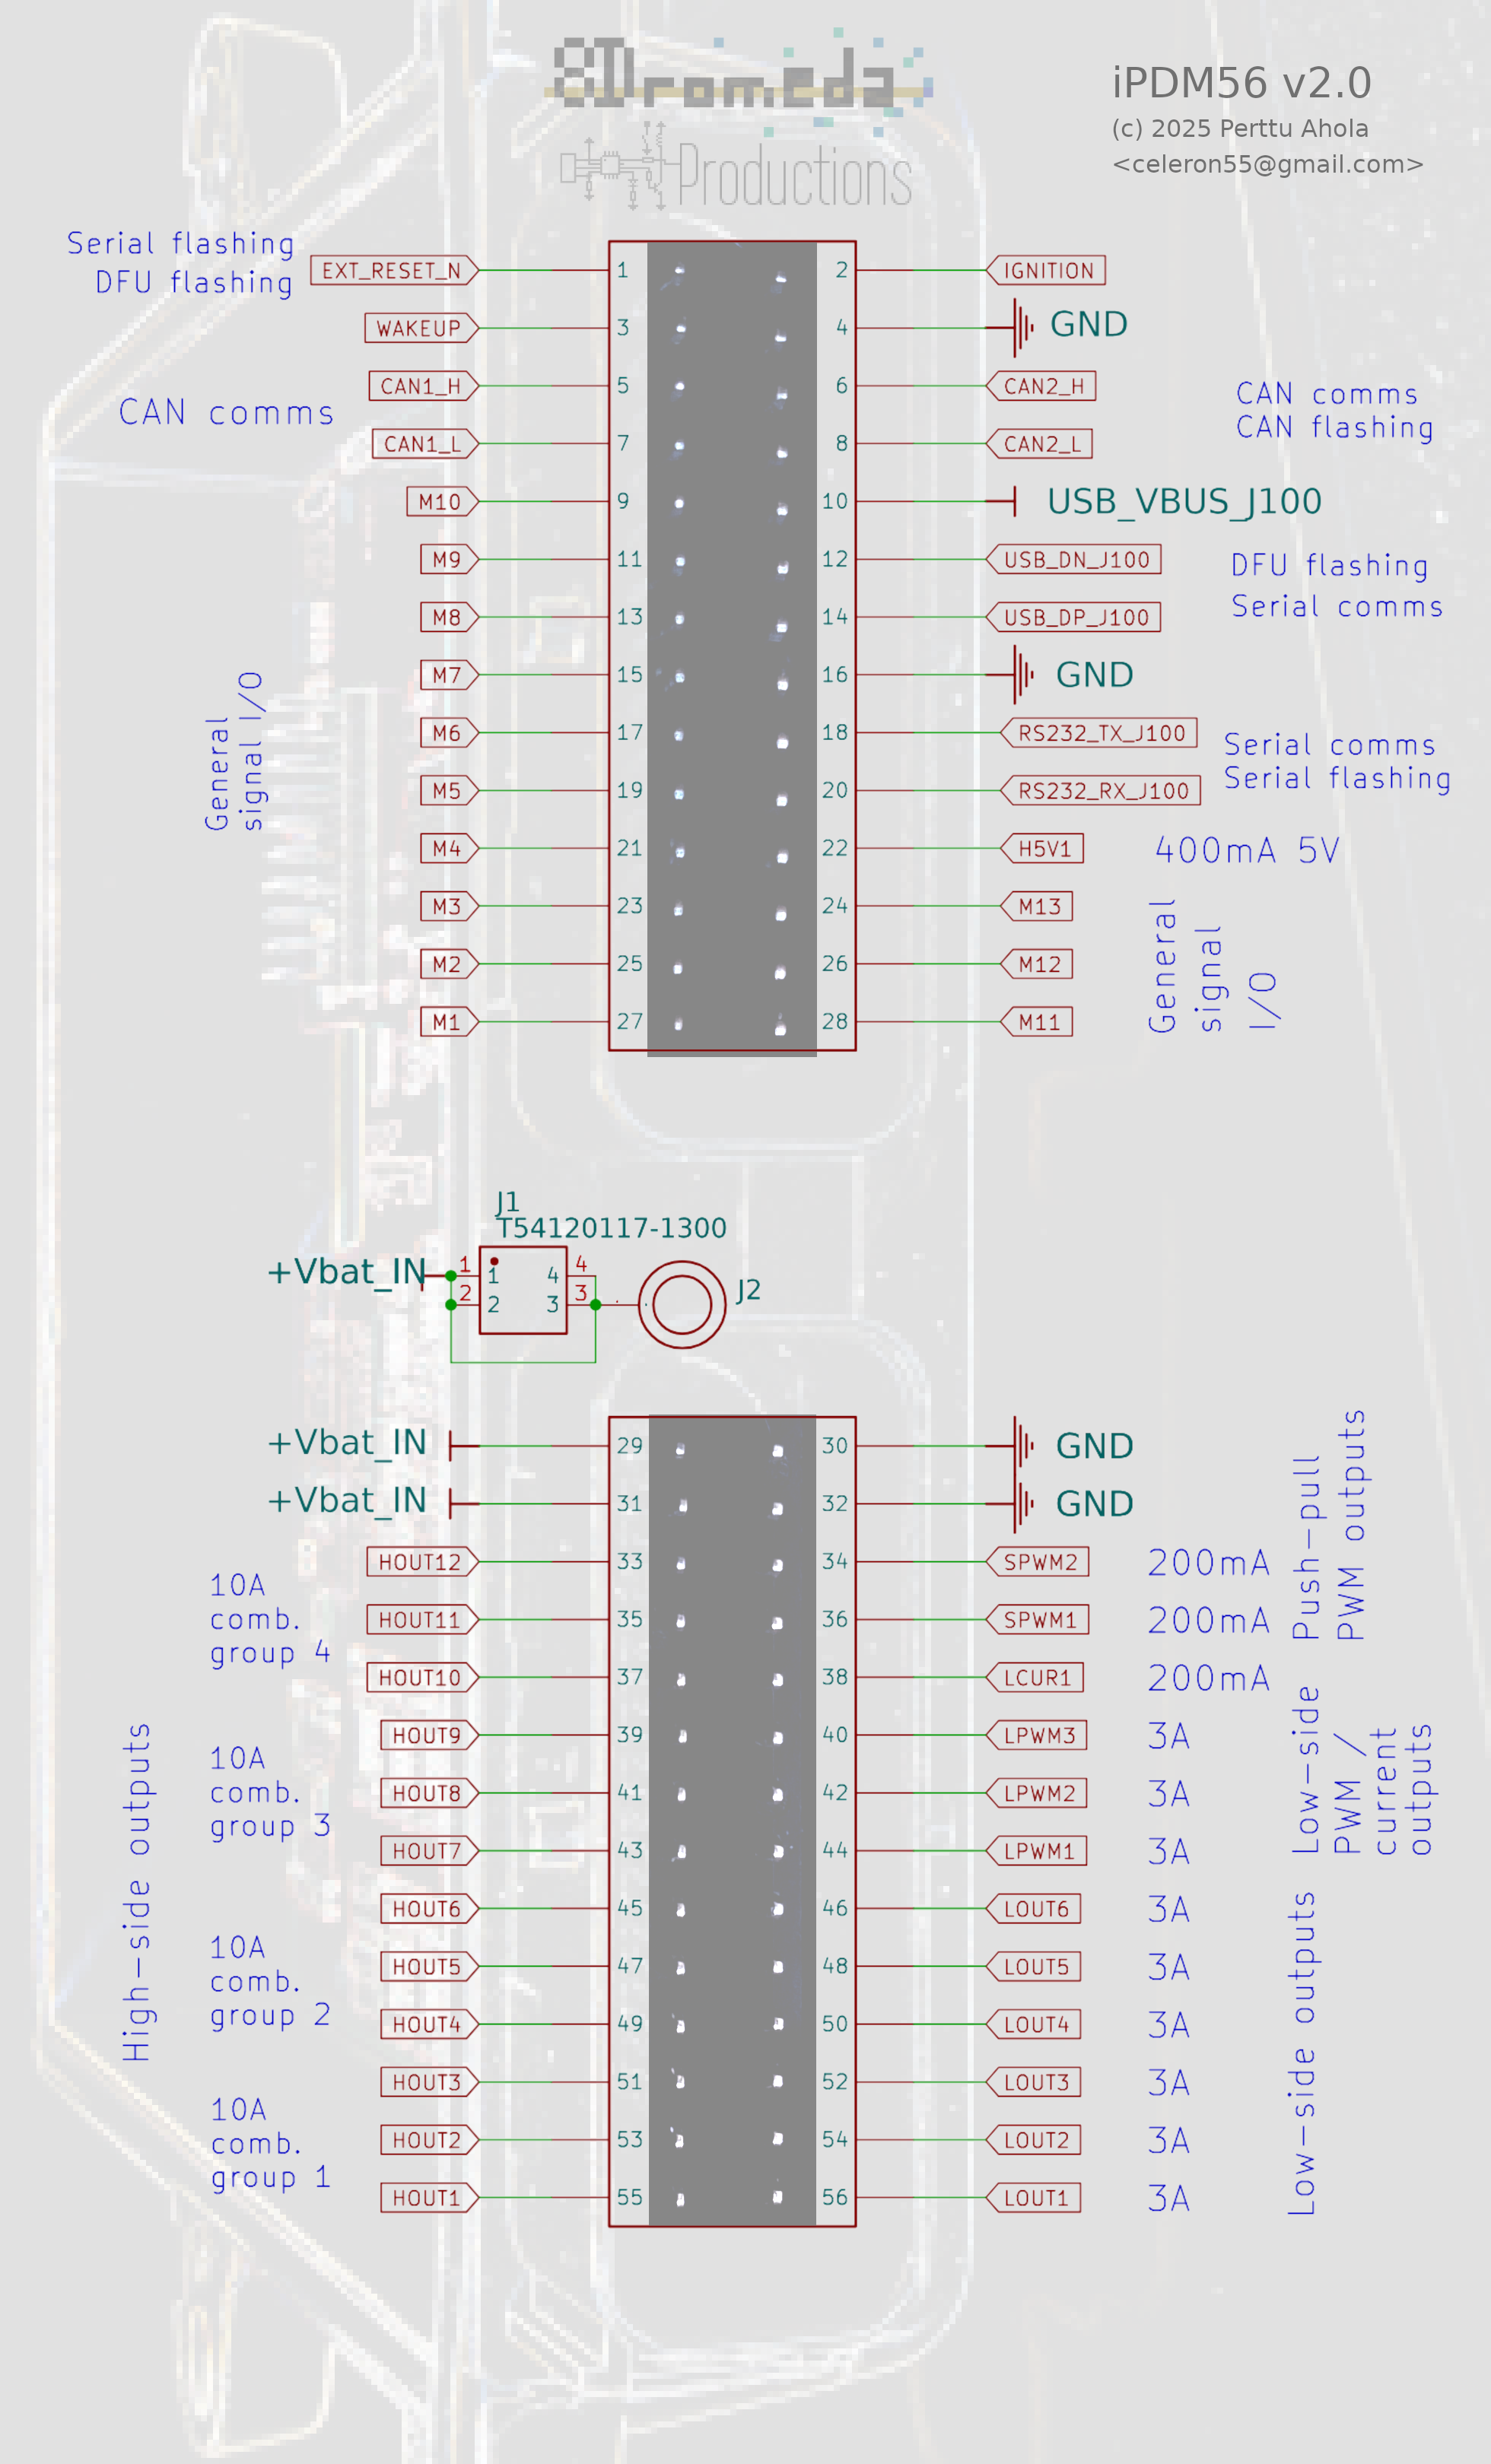 8Dromeda
Productions
iPDM56 v2.0
(c) 2025 Perttu Ahola
<celeron55@gmail.com>
Serial flashing
DFU flashing
EXT_RESET_N 1 2 IGNITION
WAKEUP 3 4 GND
CAN1_H 5 6 CAN2_H
CAN comms
CAN comms
CAN flashing
CAN1_L 7 8 CAN2_L
M10 9 10 USB_VBUS_J100
M9 11 12 USB_DN_J100
DFU flashing
Serial comms
M8 13 14 USB_DP_J100
M7 15 16 GND
General
signal I/O
M6 17 18 RS232_TX_J100
Serial comms
Serial flashing
M5 19 20 RS232_RX_J100
M4 21 22 H5V1 400mA 5V
M3 23 24 M13
General
signal
I/O
M2 25 26 M12
M1 27 28 M11
J1
T54120117-1300
+Vbat_IN 1 1 4 4
2 2 3 3 J2
+Vbat_IN 29 30 GND
+Vbat_IN 31 32 GND
Push-pull
PWM outputs
HOUT12 33 34 SPWM2 200mA
10A
comb.
group 4
HOUT11 35 36 SPWM1 200mA
HOUT10 37 38 LCUR1 200mA
Low-side
PWM /
current
outputs
HOUT9 39 40 LPWM3 3A
10A
comb.
group 3
HOUT8 41 42 LPWM2 3A
HOUT7 43 44 LPWM1 3A
High-side outputs
HOUT6 45 46 LOUT6 3A
10A
comb.
group 2
HOUT5 47 48 LOUT5 3A
HOUT4 49 50 LOUT4 3A
Low-side outputs
HOUT3 51 52 LOUT3 3A
10A
comb.
group 1
HOUT2 53 54 LOUT2 3A
HOUT1 55 56 LOUT1 3A